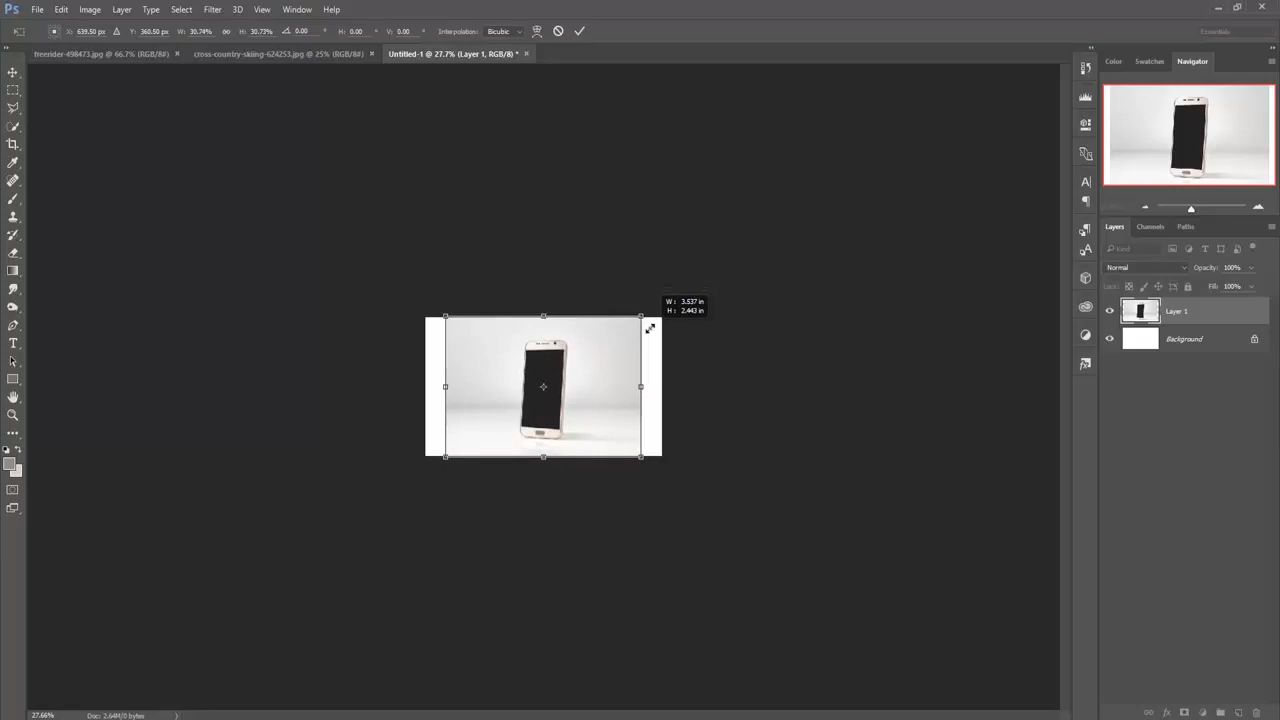 Ps File Edit Image Layer Type Select Filter 3D View Window Help
X: 639.50 px Y: 360.50 px W: 30.74% H: 30.73% 0.00 H: 0.00 V: 0.00 Interpolation: Bicubic Essentials
freerider-498473.jpg @ 66.7% (RGB/8#) × cross-country-skiing-624253.jpg @ 25% (RGB/8#) × Untitled-1 @ 27.7% (Layer 1, RGB/8) * ×
Color Swatches Navigator
Layers Channels Paths
Kind
Normal Opacity: 100%
Lock: Fill: 100%
W: 3.537 in
H: 2.443 in
Layer 1
Background
27.66% Doc: 2.64M/0 bytes